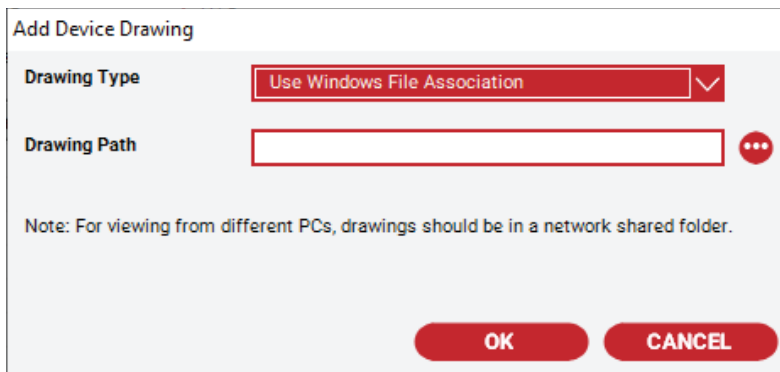 Add Device Drawing
Drawing Type
Use Windows File Association
Drawing Path
Note: For viewing from different PCs, drawings should be in a network shared folder.
OK
CANCEL